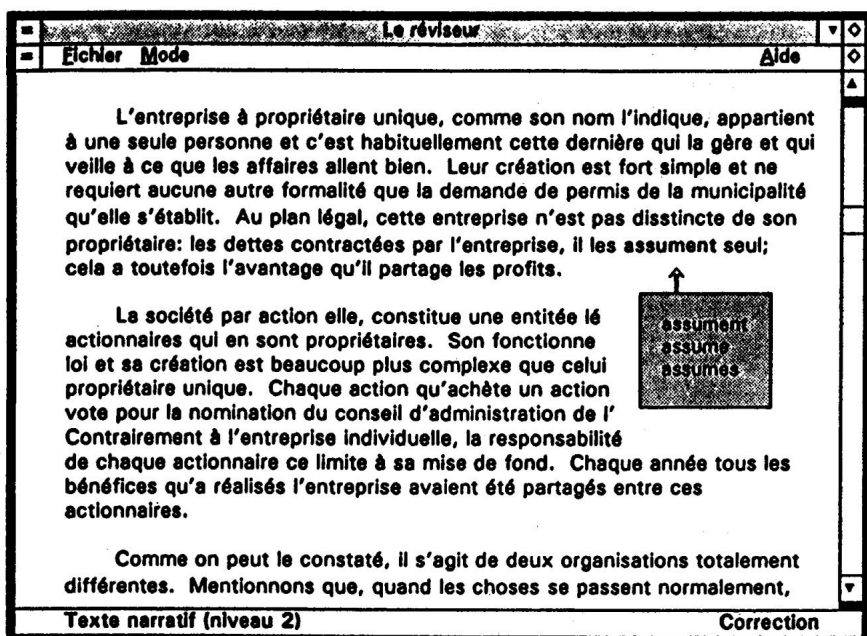 Le réviseur
Fichier Mode Aide
L'entreprise à propriétaire unique, comme son nom l'indique, appartient
à une seule personne et c'est habituellement cette dernière qui la gère et qui
veille à ce que les affaires allent bien. Leur création est fort simple et ne
requiert aucune autre formalité que la demande de permis de la municipalité
qu'elle s'établit. Au plan légal, cette entreprise n'est pas disstincte de son
propriétaire: les dettes contractées par l'entreprise, il les assument seul;
cela a toutefois l'avantage qu'il partage les profits.
La société par action elle, constitue une entitée lé
actionnaires qui en sont propriétaires. Son fonctionne
loi et sa création est beaucoup plus complexe que celui
propriétaire unique. Chaque action qu'achète un action
vote pour la nomination du conseil d'administration de l'
Contrairement à l'entreprise individuelle, la responsabilité
de chaque actionnaire ce limite à sa mise de fond. Chaque année tous les
bénéfices qu'a réalisés l'entreprise avaient été partagés entre ces
actionnaires.
assument
assume
assumes
Comme on peut le constaté, il s'agit de deux organisations totalement
différentes. Mentionnons que, quand les choses se passent normalement,
Texte narratif (niveau 2) Correction